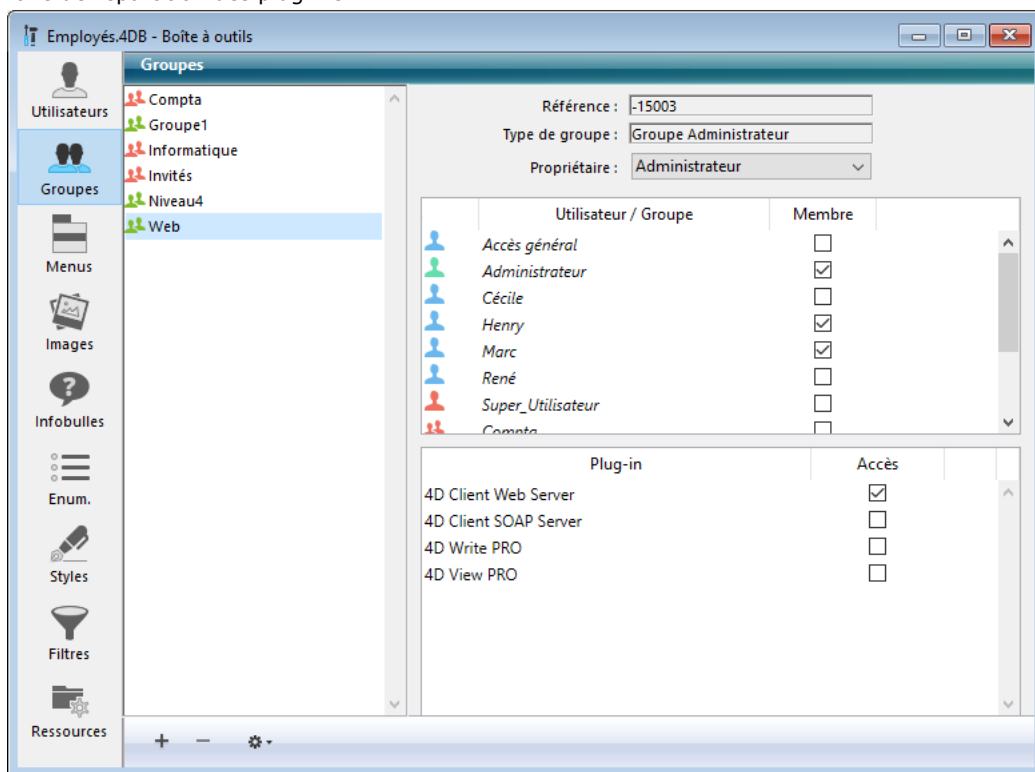 Employés.4DB - Boîte à outils
Utilisateurs
Groupes
Menus
Images
Infobulles
Enum.
Styles
Filtres
Ressources
Groupes
Compta
Groupe1
Informatique
Invités
Niveau4
Web
Référence : -15003
Type de groupe : Groupe Administrateur
Propriétaire : Administrateur
Utilisateur / Groupe Membre
Accès général
Administrateur
Cécile
Henry
Marc
René
Super_Utilisateur
Compta
Plug-in Accès
4D Client Web Server
4D Client SOAP Server
4D Write PRO
4D View PRO